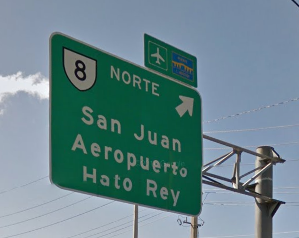 8
NORTE
San Juan
Aeropuerto
Hato Rey